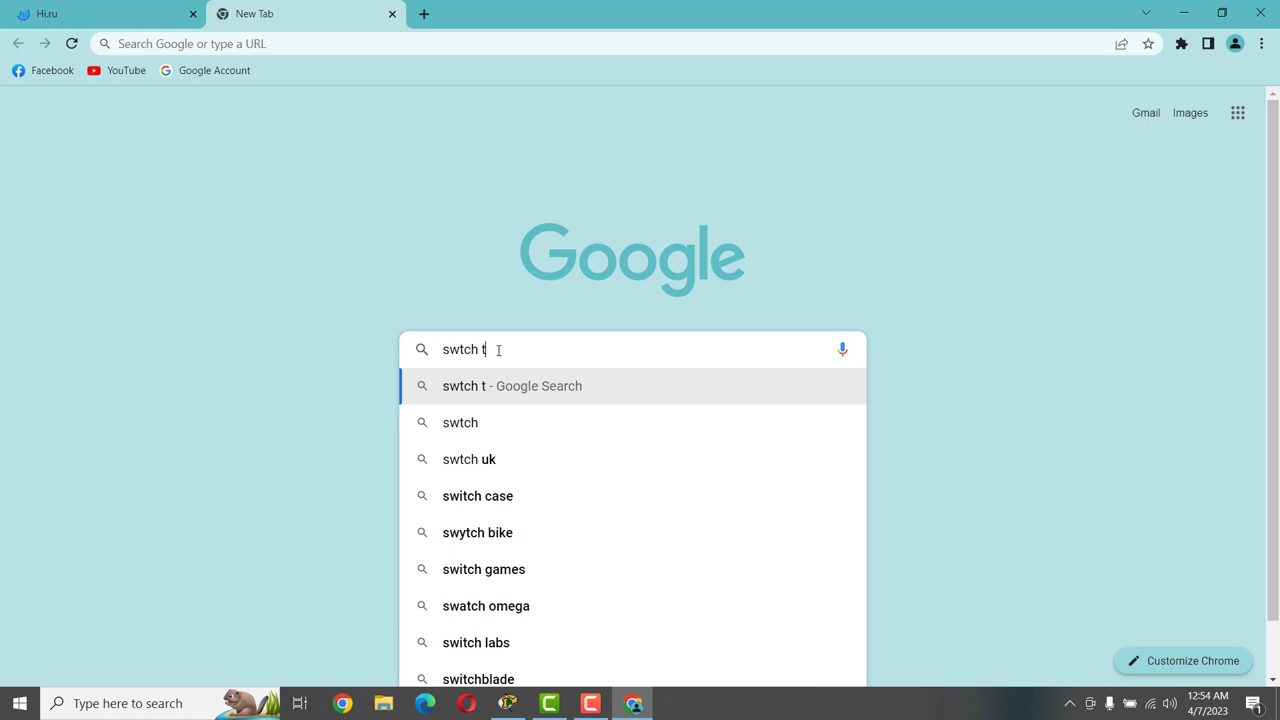 Hi.ru
New Tab
Search Google or type a URL
Facebook YouTube Google Account
Gmail Images
Google
swtch t
swtch t - Google Search
swtch
swtch uk
switch case
swytch bike
switch games
swatch omega
switch labs
switchblade
Customize Chrome
Type here to search
12:54 AM
4/7/2023
1